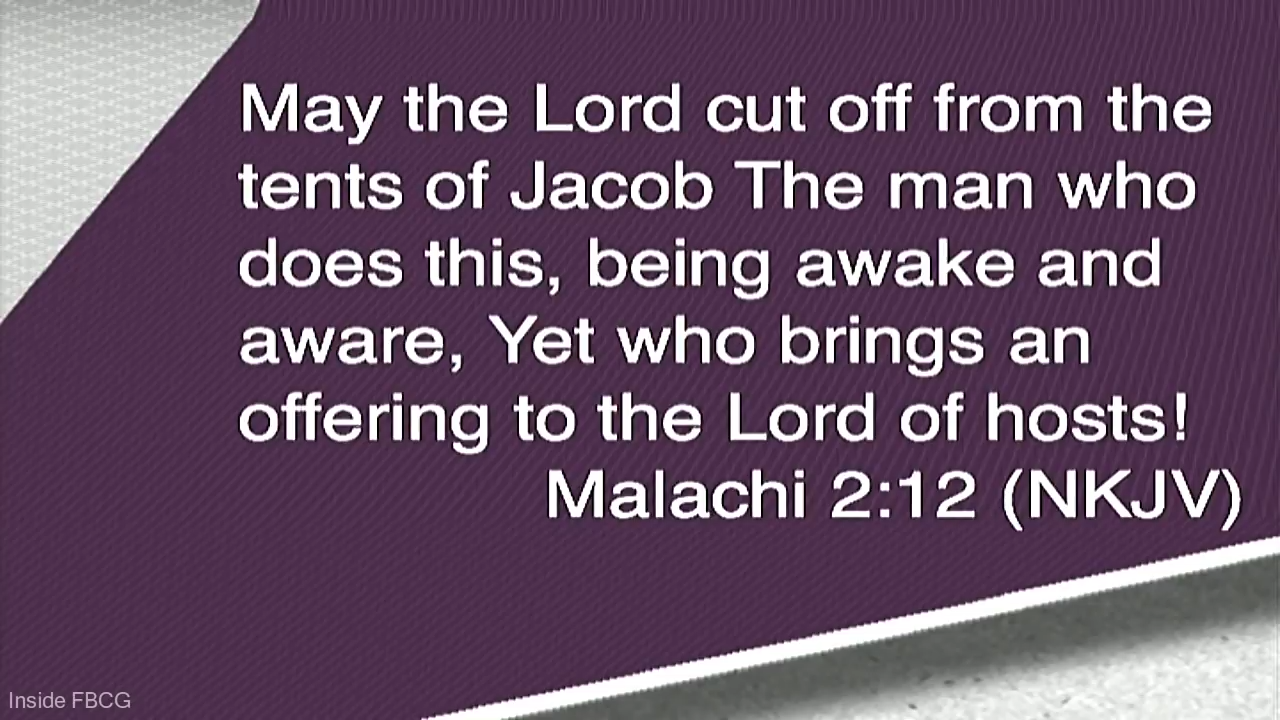 May the Lord cut off from the
tents of Jacob The man who
does this, being awake and
aware, Yet who brings an
offering to the Lord of hosts!
Malachi 2:12 (NKJV)
Inside FBCG